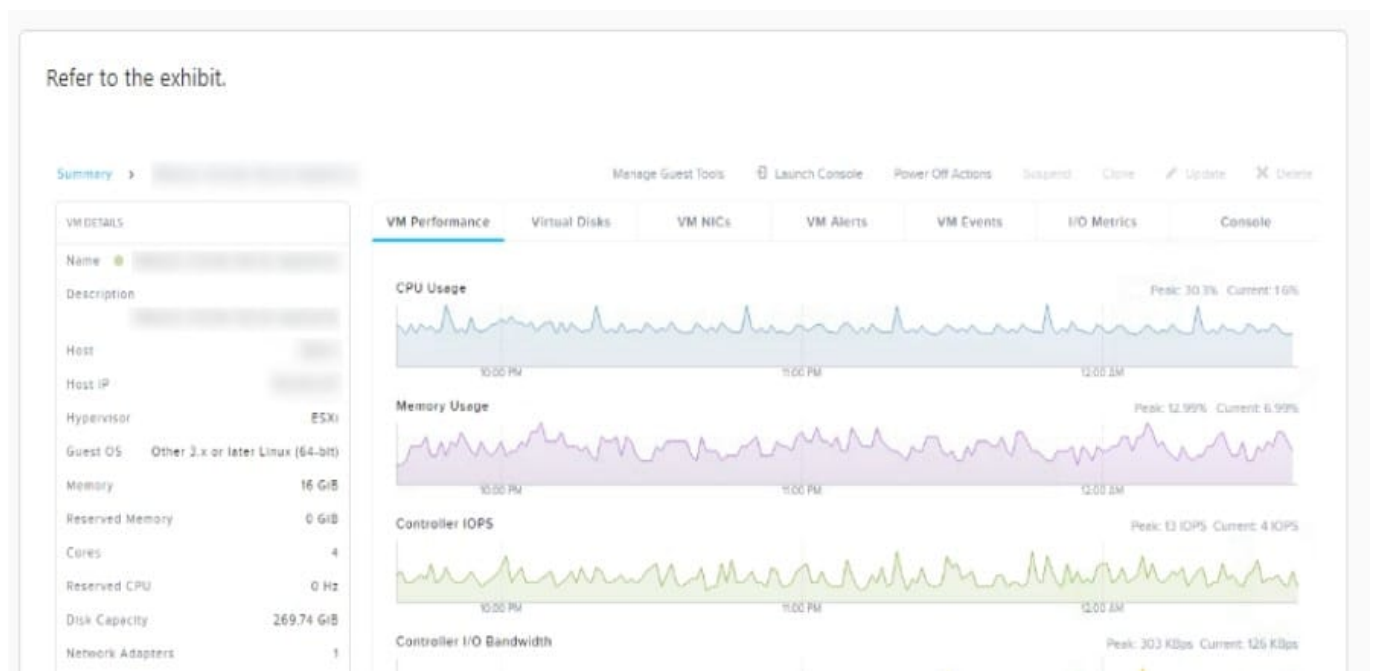 Refer to the exhibit.
Summary > Manage Guest Tools Launch Console Power Off Actions Suspend Clone Update Delete
VM DETAILS
Name
Description
Host
Host IP
Hypervisor ESXi
Guest OS Other 3.x or later Linux (64-bit)
Memory 16 GiB
Reserved Memory 0 GiB
Cores 4
Reserved CPU 0 Hz
Disk Capacity 269.74 GiB
Network Adapters 1
VM Performance Virtual Disks VM NICs VM Alerts VM Events I/O Metrics Console
CPU Usage Peak: 30.3% Current: 16%
10:00 PM 11:00 PM 12:00 AM
Memory Usage Peak: 12.99% Current: 6.99%
10:00 PM 11:00 PM 12:00 AM
Controller IOPS Peak: 13 IOPS Current: 4 IOPS
10:00 PM 11:00 PM 12:00 AM
Controller I/O Bandwidth Peak: 303 KBps Current: 126 KBps